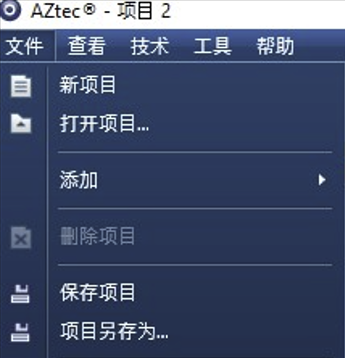 AZtec® - 项目 2
文件 查看 技术 工具 帮助
新项目
打开项目...
添加
删除项目
保存项目
项目另存为...